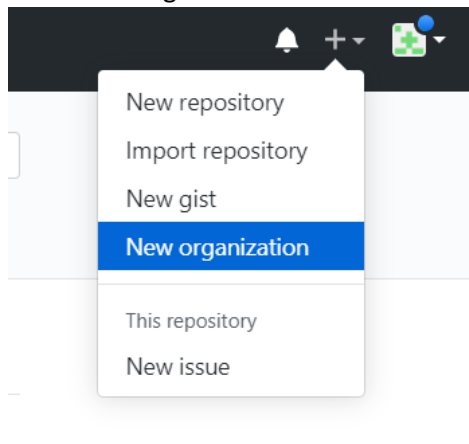 New repository
Import repository
New gist
New organization
This repository
New issue